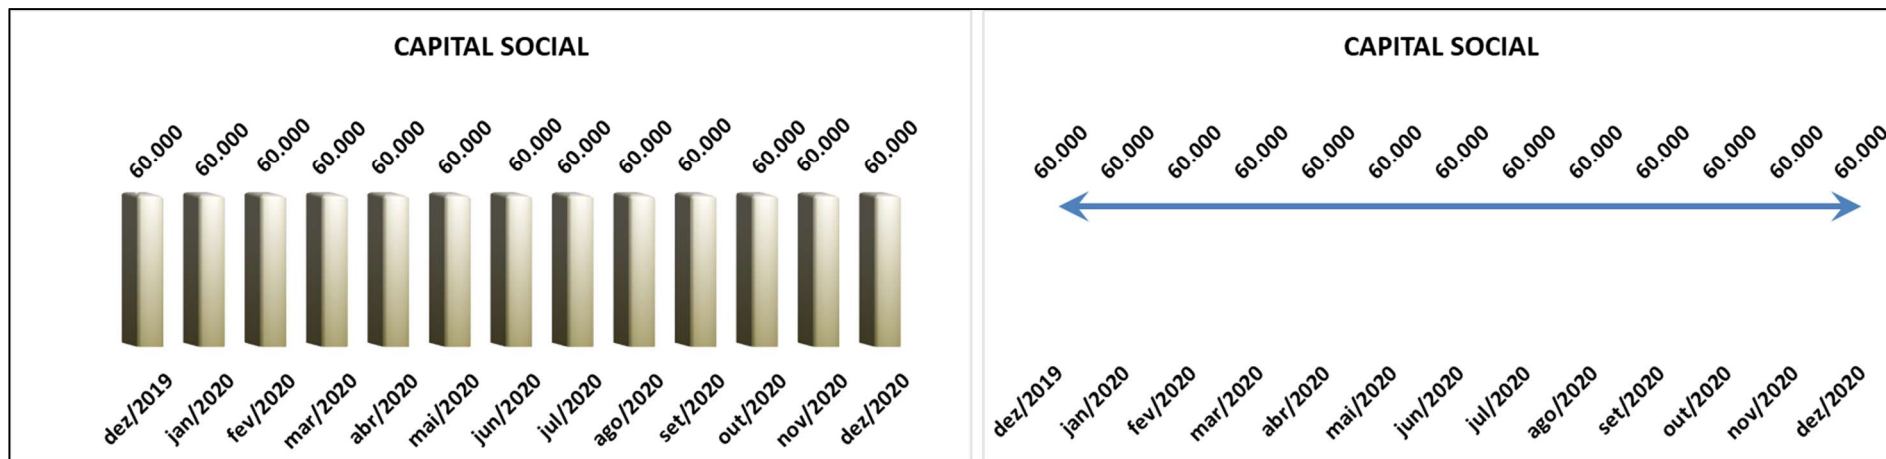 CAPITAL SOCIAL
60.000 60.000 60.000 60.000 60.000 60.000 60.000 60.000 60.000 60.000 60.000 60.000 60.000
dez/2019 jan/2020 fev/2020 mar/2020 abr/2020 mai/2020 jun/2020 jul/2020 ago/2020 set/2020 out/2020 nov/2020 dez/2020
CAPITAL SOCIAL
60.000 60.000 60.000 60.000 60.000 60.000 60.000 60.000 60.000 60.000 60.000 60.000 60.000
dez/2019 jan/2020 fev/2020 mar/2020 abr/2020 mai/2020 jun/2020 jul/2020 ago/2020 set/2020 out/2020 nov/2020 dez/2020